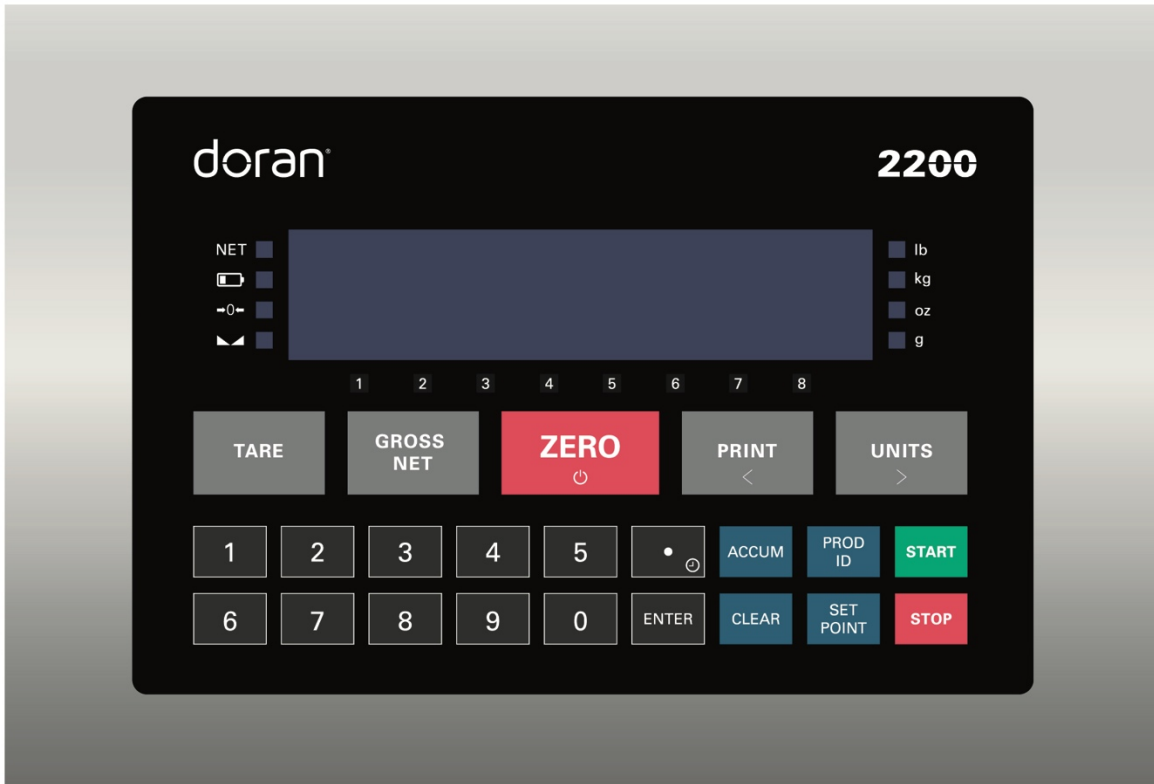 doran®
2200
NET
lb
kg
→0←
oz
g
1 2 3 4 5 6 7 8
TARE
GROSS
NET
ZERO
PRINT
<
UNITS
>
1 2 3 4 5 • ACCUM
PROD
ID
START
6 7 8 9 0 ENTER CLEAR
SET
POINT
STOP